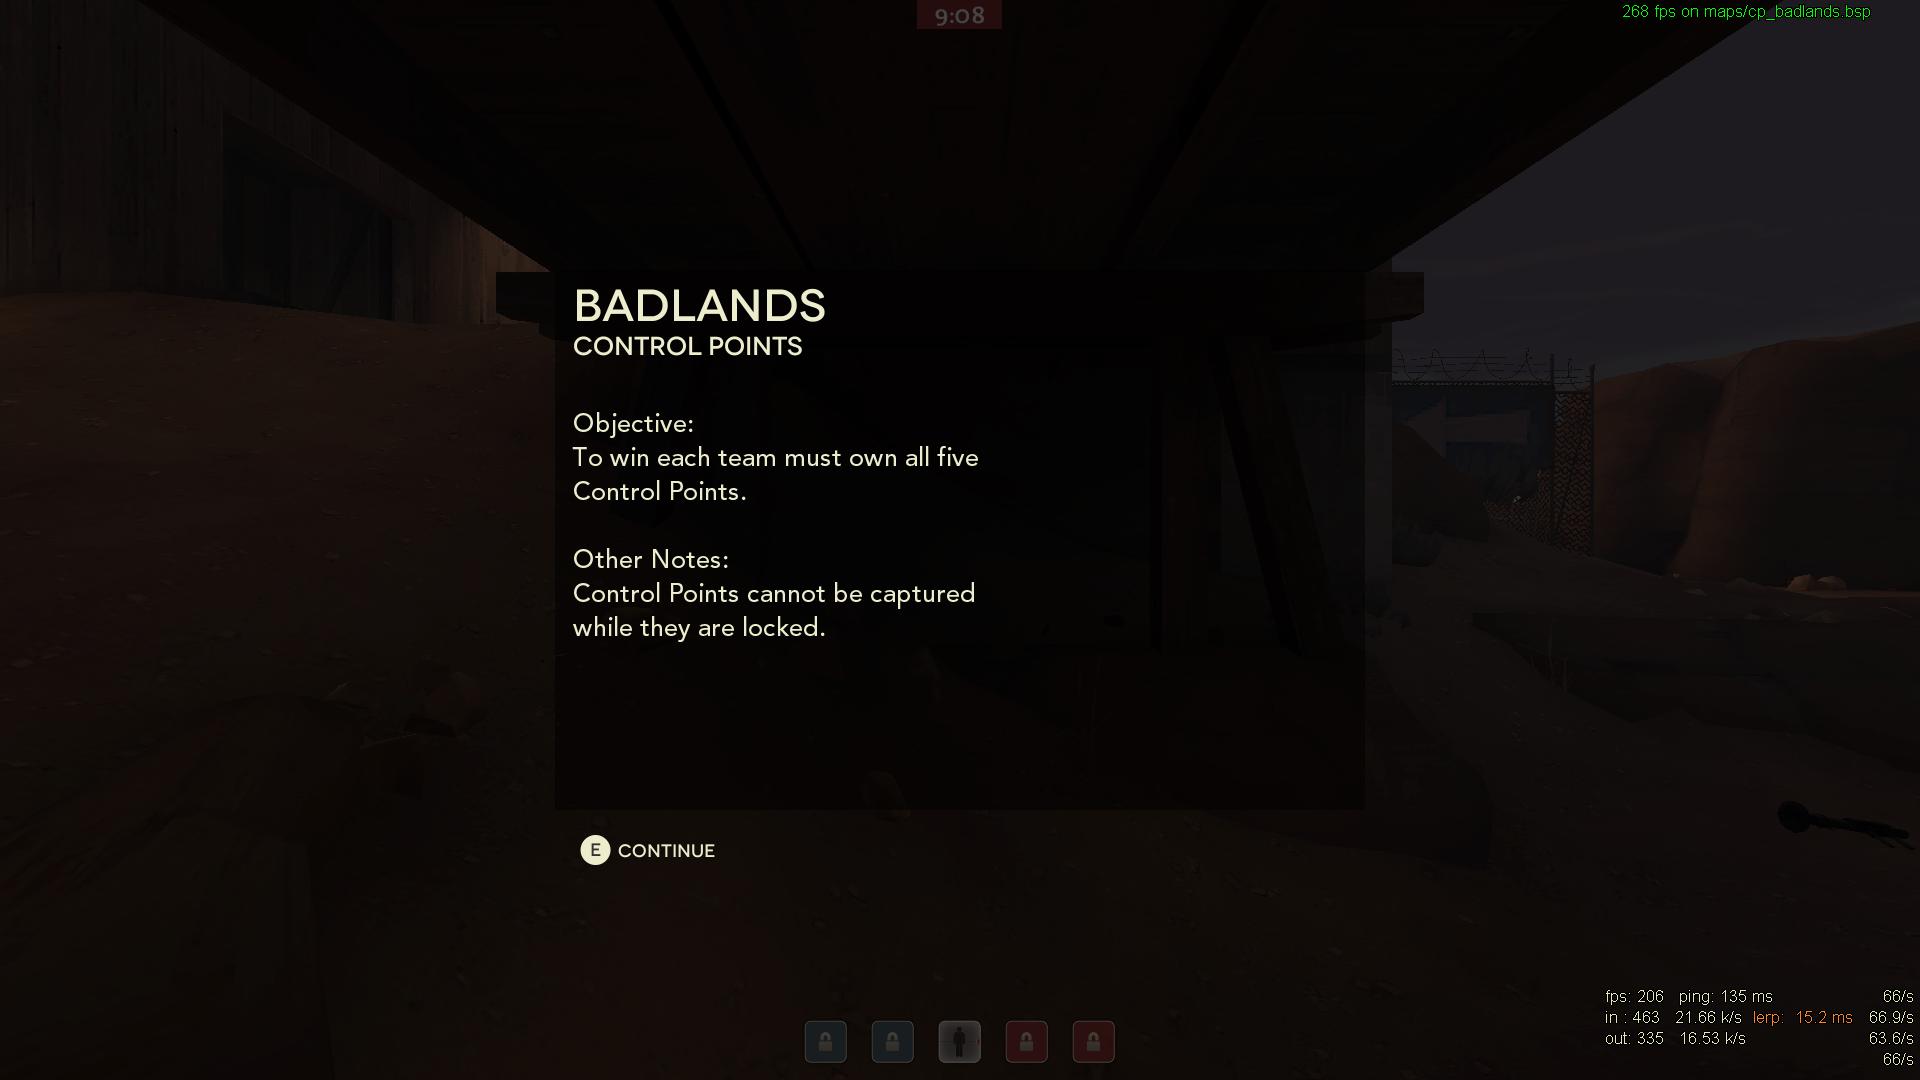 9:08
268 fps on maps/cp_badlands.bsp
BADLANDS
CONTROL POINTS
Objective:
To win each team must own all five
Control Points.
Other Notes:
Control Points cannot be captured
while they are locked.
E CONTINUE
fps: 206 ping: 135 ms 66/s
in : 463 21.66 k/s lerp: 15.2 ms 66.9/s
out: 335 16.53 k/s 63.6/s
66/s